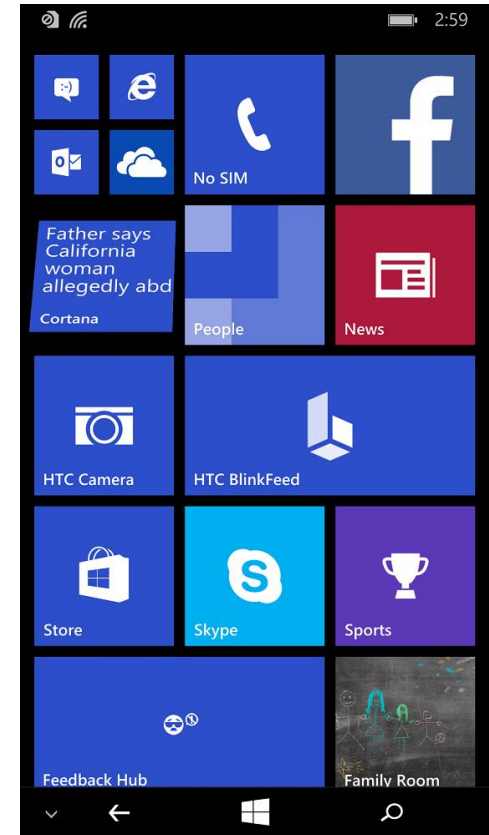 2:59
No SIM
Father says
California
woman
allegedly abd
Cortana
People
News
HTC Camera
HTC BlinkFeed
Store
Skype
Sports
Feedback Hub
Family Room